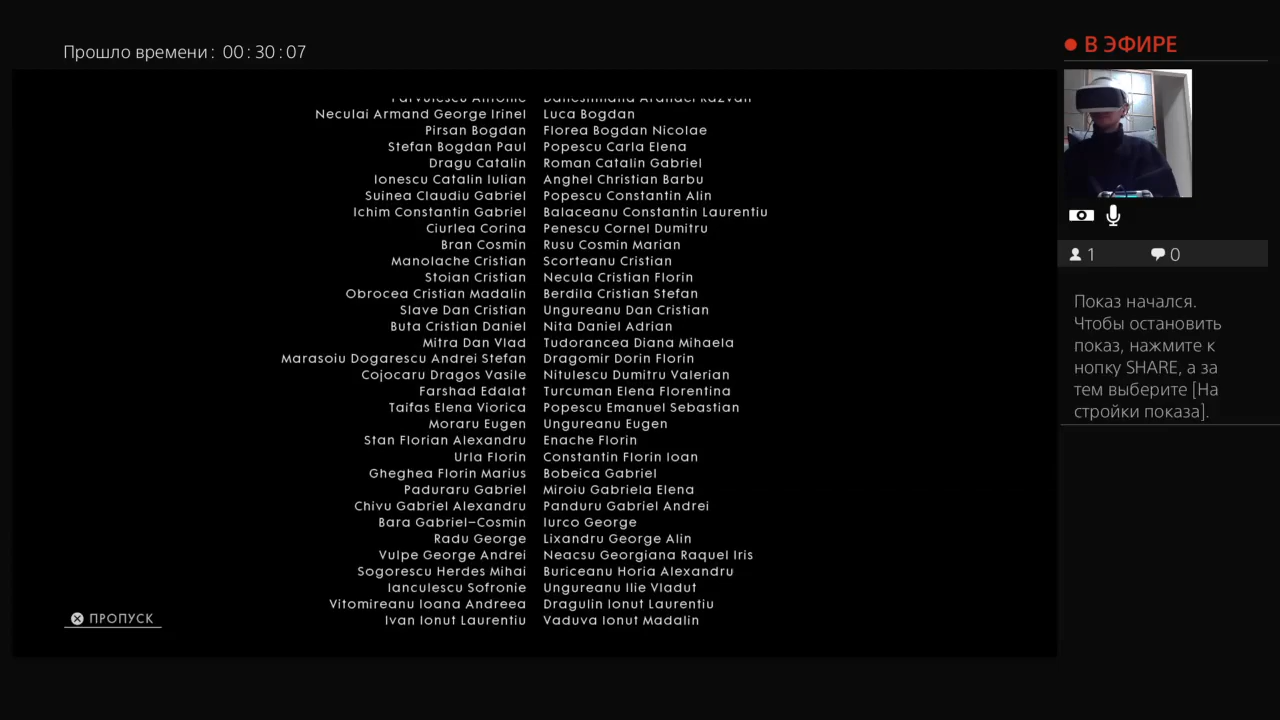 Прошло времени: 00:30:07
В ЭФИРЕ
Neculai Armand George Irinel Luca Bogdan
Pirsan Bogdan Florea Bogdan Nicolae
Stefan Bogdan Paul Popescu Carla Elena
Dragu Catalin Roman Catalin Gabriel
Ionescu Catalin Iulian Anghel Christian Barbu
Suinea Claudiu Gabriel Popescu Constantin Alin
Ichim Constantin Gabriel Balaceanu Constantin Laurentiu
Ciurlea Corina Penescu Cornel Dumitru
Bran Cosmin Rusu Cosmin Marian
Manolache Cristian Scorteanu Cristian
Stoian Cristian Necula Cristian Florin
Obrocea Cristian Madalin Berdila Cristian Stefan
Slave Dan Cristian Ungureanu Dan Cristian
Buta Cristian Daniel Nita Daniel Adrian
Mitra Dan Vlad Tudorancea Diana Mihaela
Marasoiu Dogarescu Andrei Stefan Dragomir Dorin Florin
Cojocaru Dragos Vasile Nitulescu Dumitru Valerian
Farshad Edalat Turcuman Elena Florentina
Taifas Elena Viorica Popescu Emanuel Sebastian
Moraru Eugen Ungureanu Eugen
Stan Florian Alexandru Enache Florin
Urla Florin Constantin Florin Ioan
Gheghea Florin Marius Bobeica Gabriel
Paduraru Gabriel Miroiu Gabriela Elena
Chivu Gabriel Alexandru Panduru Gabriel Andrei
Bara Gabriel-Cosmin Iurco George
Radu George Lixandru George Alin
Vulpe George Andrei Neacsu Georgiana Raquel Iris
Sogorescu Herdes Mihai Buriceanu Horia Alexandru
Ianculescu Sofronie Ungureanu Ilie Vladut
Vitomireanu Ioana Andreea Dragulin Ionut Laurentiu
Ivan Ionut Laurentiu Vaduva Ionut Madalin
ПРОПУСК
1 0
Показ начался.
Чтобы остановить
показ, нажмите к
нопку SHARE, а за
тем выберите [На
стройки показа].